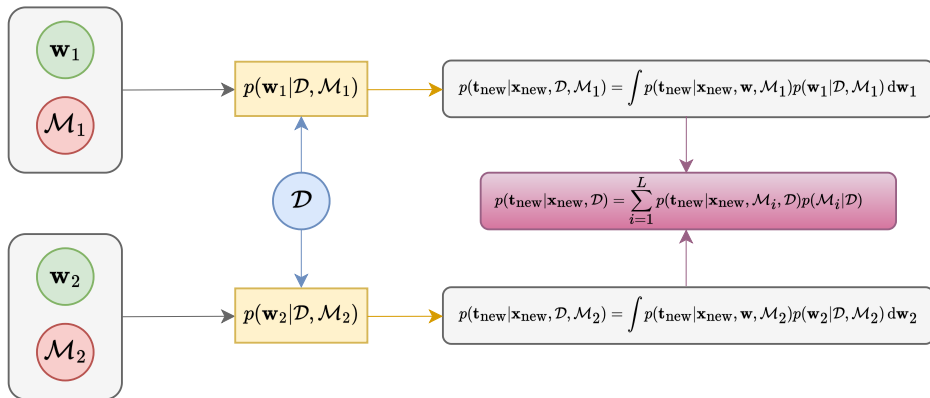 𝐰₁
ℳ₁
p(𝐰₁|𝒟, ℳ₁)
p(𝐭new|𝐱new, 𝒟, ℳ₁) = ∫ p(𝐭new|𝐱new, 𝐰, ℳ₁)p(𝐰₁|𝒟, ℳ₁) d𝐰₁
𝒟
p(𝐭new|𝐱new, 𝒟) = ∑_{i=1}^{L} p(𝐭new|𝐱new, ℳᵢ, 𝒟)p(ℳᵢ|𝒟)
𝐰₂
ℳ₂
p(𝐰₂|𝒟, ℳ₂)
p(𝐭new|𝐱new, 𝒟, ℳ₂) = ∫ p(𝐭new|𝐱new, 𝐰, ℳ₂)p(𝐰₂|𝒟, ℳ₂) d𝐰₂